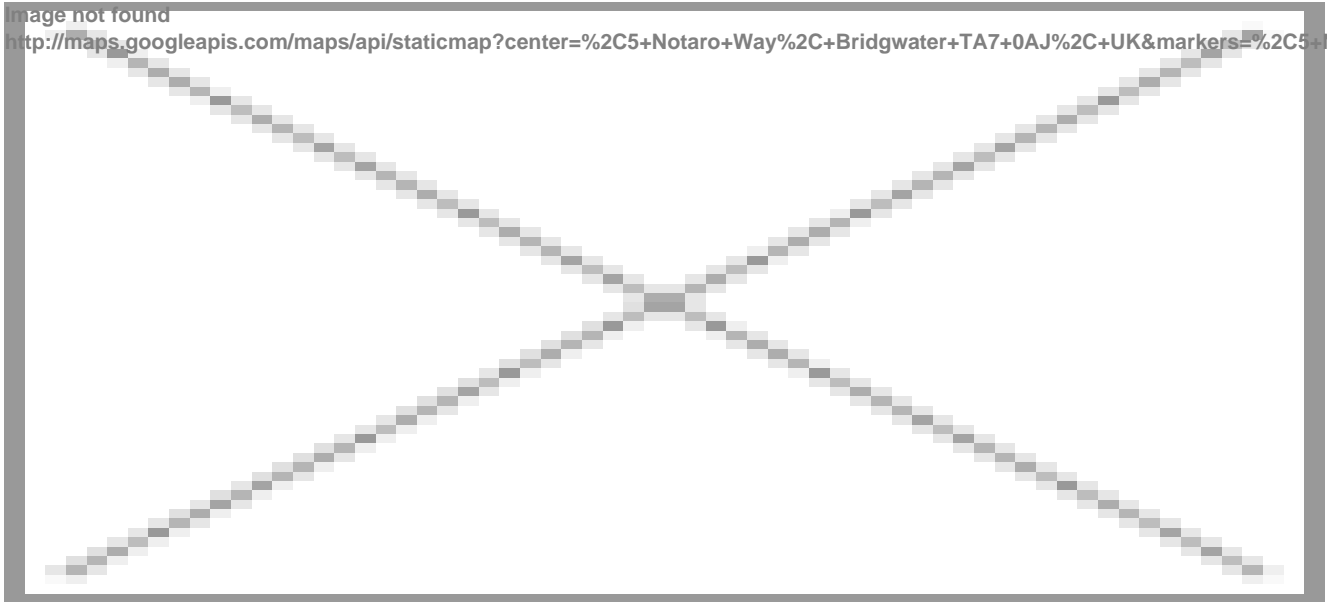 Image not found
http://maps.googleapis.com/maps/api/staticmap?center=%2C5+Notaro+Way%2C+Bridgwater+TA7+0AJ%2C+UK&markers=%2C5+